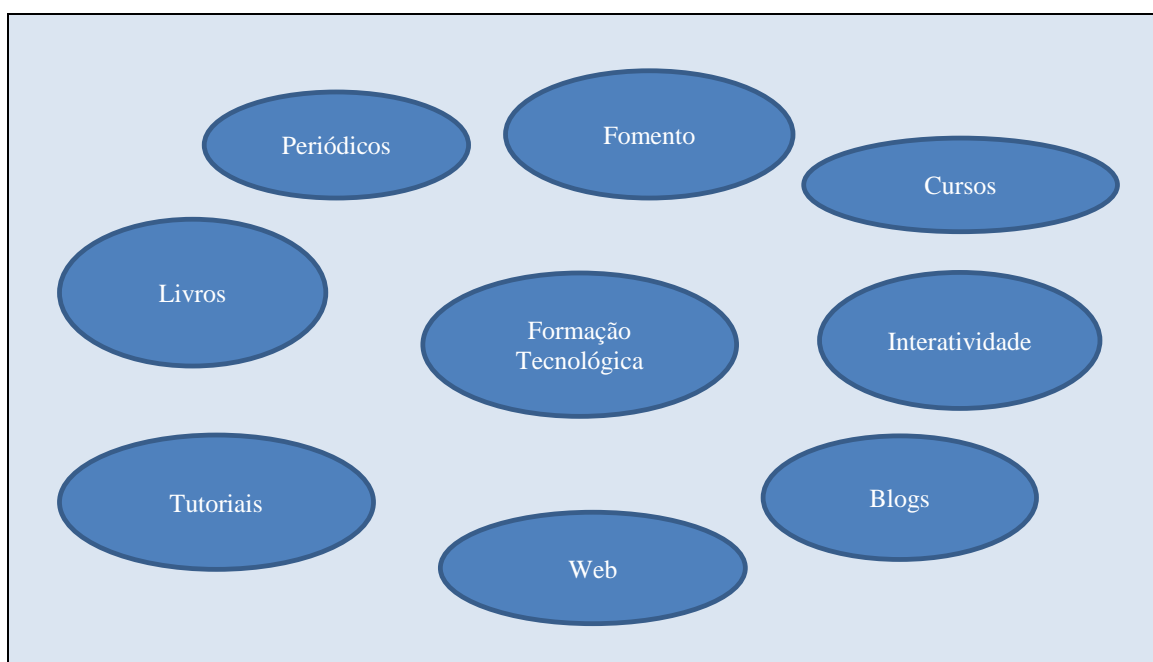 Periódicos
Fomento
Cursos
Livros
Formação
Tecnológica
Interatividade
Tutoriais
Blogs
Web